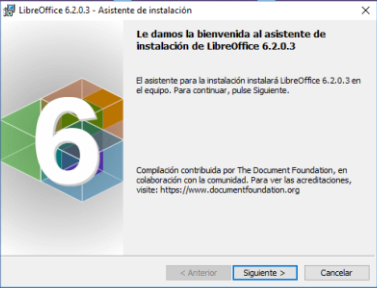 LibreOffice 6.2.0.3 - Asistente de instalación
Le damos la bienvenida al asistente de
instalación de LibreOffice 6.2.0.3
El asistente para la instalación instalará LibreOffice 6.2.0.3 en
el equipo. Para continuar, pulse Siguiente.
6
Compilación contribuida por The Document Foundation, en
colaboración con la comunidad. Para ver las acreditaciones,
visite: https://www.documentfoundation.org
< Anterior
Siguiente >
Cancelar